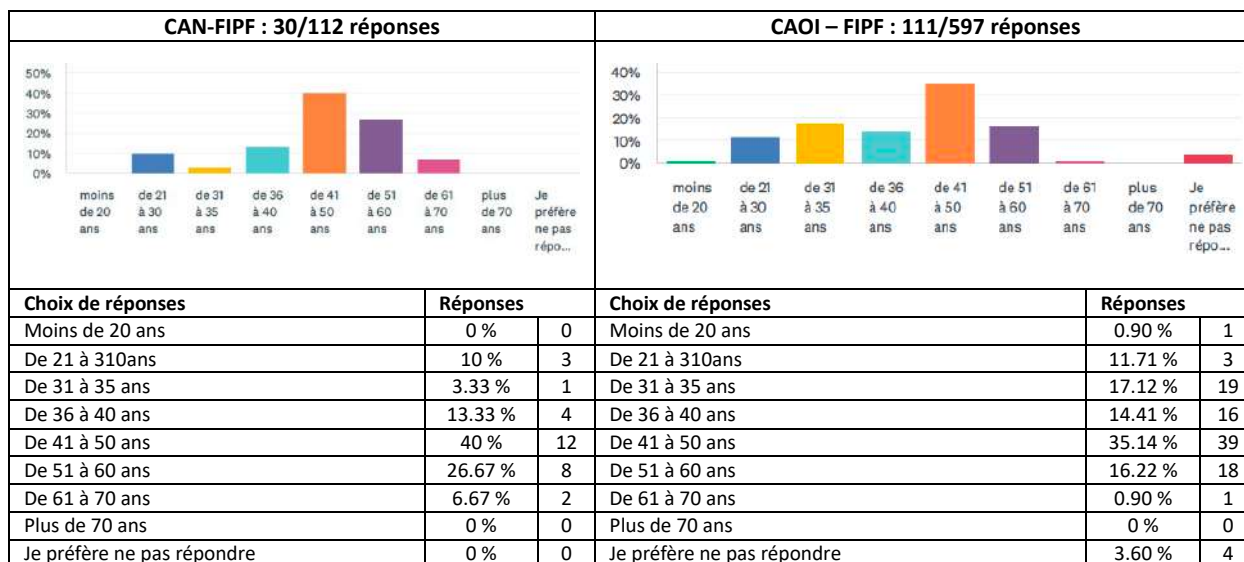 CAN-FIPF : 30/112 réponses
50%
40%
30%
20%
10%
0%
moins de 20 ans
de 21 à 30 ans
de 31 à 35 ans
de 36 à 40 ans
de 41 à 50 ans
de 51 à 60 ans
de 61 à 70 ans
plus de 70 ans
Je préfère ne pas répo...
CAOI – FIPF : 111/597 réponses
40%
30%
20%
10%
0%
moins de 20 ans
de 21 à 30 ans
de 31 à 35 ans
de 36 à 40 ans
de 41 à 50 ans
de 51 à 60 ans
de 61 à 70 ans
plus de 70 ans
Je préfère ne pas répo...
Choix de réponses Réponses Choix de réponses Réponses
Moins de 20 ans 0 % 0 Moins de 20 ans 0.90 % 1
De 21 à 310ans 10 % 3 De 21 à 310ans 11.71 % 3
De 31 à 35 ans 3.33 % 1 De 31 à 35 ans 17.12 % 19
De 36 à 40 ans 13.33 % 4 De 36 à 40 ans 14.41 % 16
De 41 à 50 ans 40 % 12 De 41 à 50 ans 35.14 % 39
De 51 à 60 ans 26.67 % 8 De 51 à 60 ans 16.22 % 18
De 61 à 70 ans 6.67 % 2 De 61 à 70 ans 0.90 % 1
Plus de 70 ans 0 % 0 Plus de 70 ans 0 % 0
Je préfère ne pas répondre 0 % 0 Je préfère ne pas répondre 3.60 % 4